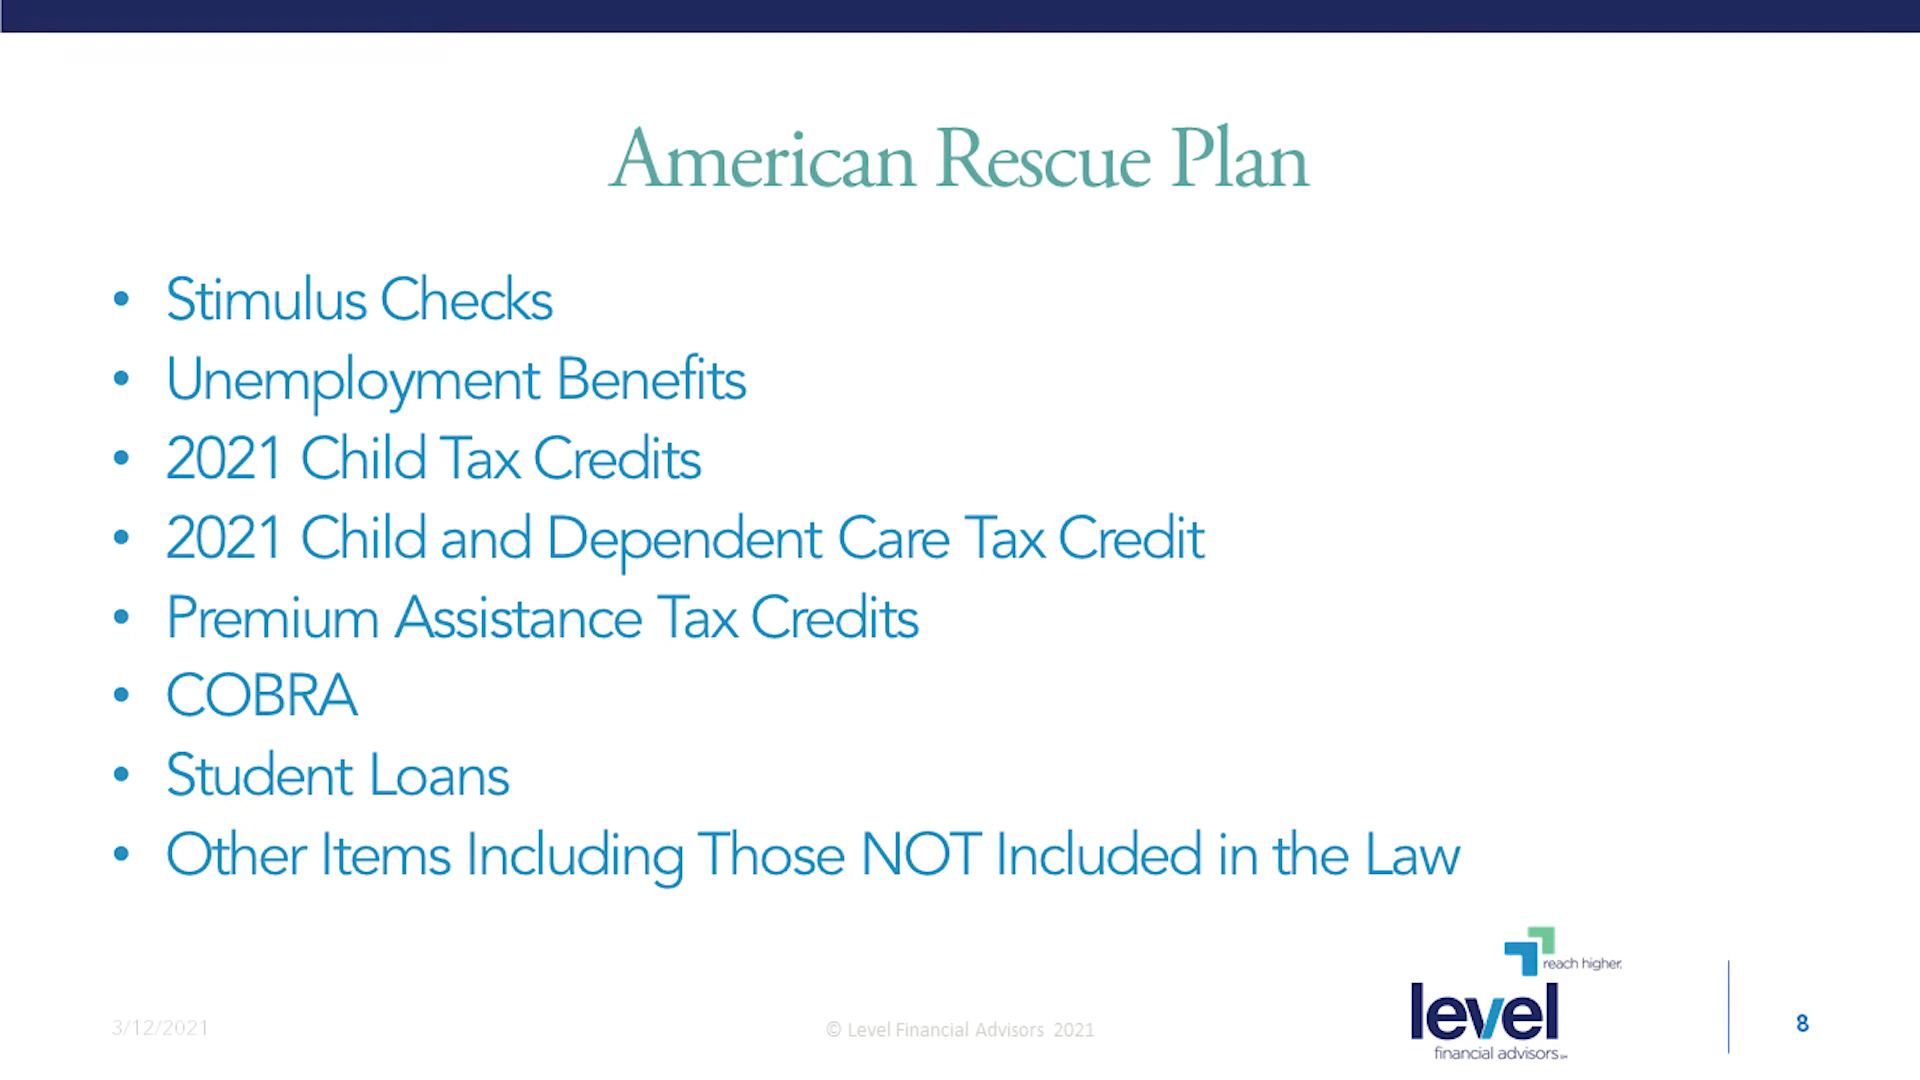 American Rescue Plan
• Stimulus Checks
• Unemployment Benefits
• 2021 Child Tax Credits
• 2021 Child and Dependent Care Tax Credit
• Premium Assistance Tax Credits
• COBRA
• Student Loans
• Other Items Including Those NOT Included in the Law
reach higher.
level
financial advisors℠
3/12/2021
© Level Financial Advisors 2021
8